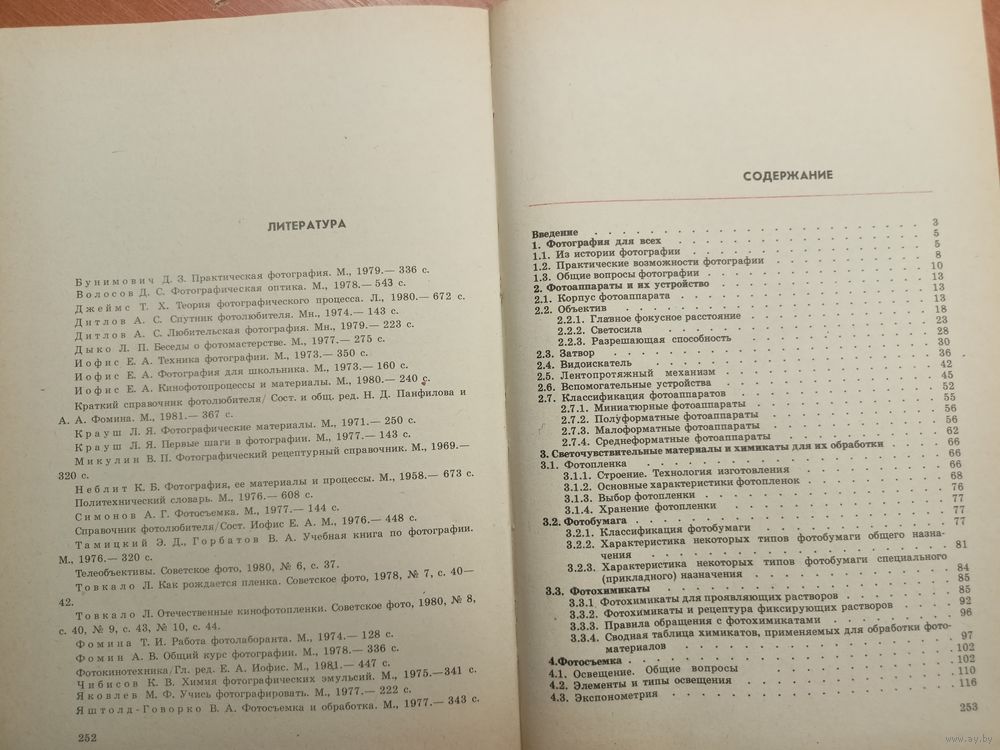 ЛИТЕРАТУРА
Бунимович Д. З. Практическая фотография. М., 1979.— 336 с.
Волосов Д. С. Фотографическая оптика. М., 1978.— 543 с.
Джеймс Т. Х. Теория фотографического процесса. Л., 1980.— 672 с.
Дитлов А. С. Спутник фотолюбителя. Мн., 1974.— 143 с.
Дитлов А. С. Любительская фотография. Мн., 1979.— 223 с.
Дыко Л. П. Беседы о фотомастерстве. М., 1977.— 275 с.
Иофис Е. А. Техника фотографии. М., 1973.— 350 с.
Иофис Е. А. Фотография для школьника. М., 1973.— 160 с.
Иофис Е. А. Кинофотопроцессы и материалы. М., 1980.— 240 с.
Краткий справочник фотолюбителя/ Сост. и общ. ред. Н. Д. Панфилова и
А. А. Фомина. М., 1981.— 367 с.
Крауш Л. Я. Фотографические материалы. М., 1971.— 250 с.
Крауш Л. Я. Первые шаги в фотографии. М., 1977.— 143 с.
Микулин В. П. Фотографический рецептурный справочник. М., 1969.—
320 с.
Неблит К. Б. Фотография, ее материалы и процессы. М., 1958.— 673 с.
Политехнический словарь. М., 1976.— 608 с.
Симонов А. Г. Фотосъемка. М., 1977.— 144 с.
Справочник фотолюбителя/Сост. Иофис Е. А. М., 1976.— 448 с.
Тамицкий Э. Д., Горбатов В. А. Учебная книга по фотографии.
М., 1976.— 320 с.
Телеобъективы. Советское фото, 1980, № 6, с. 37.
Товкало Л. Как рождается пленка. Советское фото, 1978, № 7, с. 40—
42.
Товкало Л. Отечественные кинофотопленки. Советское фото, 1980, № 8,
с. 40, № 9, с. 43, № 10, с. 44.
Фомина Т. И. Работа фотолаборанта. М., 1974.— 128 с.
Фомин А. В. Общий курс фотографии. М., 1978.— 336 с.
Фотокинотехника/Гл. ред. Е. А. Иофис. М., 1981.— 447 с.
Чибисов К. В. Химия фотографических эмульсий. М., 1975.—341 с.
Яковлев М. Ф. Учись фотографировать. М., 1977.— 222 с.
Яштолд-Говорко В. А. Фотосъемка и обработка. М., 1977.— 343 с.
252
СОДЕРЖАНИЕ
Введение 3
1. Фотография для всех 5
1.1. Из истории фотографии 5
1.2. Практические возможности фотографии 8
1.3. Общие вопросы фотографии 10
2. Фотоаппараты и их устройство 13
2.1. Корпус фотоаппарата 13
2.2. Объектив 13
2.2.1. Главное фокусное расстояние 18
2.2.2. Светосила 23
2.2.3. Разрешающая способность 28
2.3. Затвор 30
2.4. Видоискатель 36
2.5. Лентопротяжный механизм 42
2.6. Вспомогательные устройства 45
2.7. Классификация фотоаппаратов 52
2.7.1. Миниатюрные фотоаппараты 55
2.7.2. Полуформатные фотоаппараты 56
2.7.3. Малоформатные фотоаппараты 56
2.7.4. Среднеформатные фотоаппараты 62
3. Светочувствительные материалы и химикаты для их обработки 66
3.1. Фотопленка 66
3.1.1. Строение. Технология изготовления 66
3.1.2. Основные характеристики фотопленок 68
3.1.3. Выбор фотопленки 76
3.1.4. Хранение фотопленки 77
3.2. Фотобумага 77
3.2.1. Классификация фотобумаги 77
3.2.2. Характеристика некоторых типов фотобумаги общего назна-
чения 81
3.2.3. Характеристика некоторых типов фотобумаги специального
(прикладного) назначения 84
3.3. Фотохимикаты 85
3.3.1 Фотохимикаты для проявляющих растворов 85
3.3.2. Фотохимикаты и рецептура фиксирующих растворов 92
3.3.3. Правила обращения с фотохимикатами 96
3.3.4. Сводная таблица химикатов, применяемых для обработки фото-
материалов 97
4.Фотосъемка 102
4.1. Освещение. Общие вопросы 102
4.2. Элементы и типы освещения 110
4.3. Экспонометрия 116
253
www.ay.by